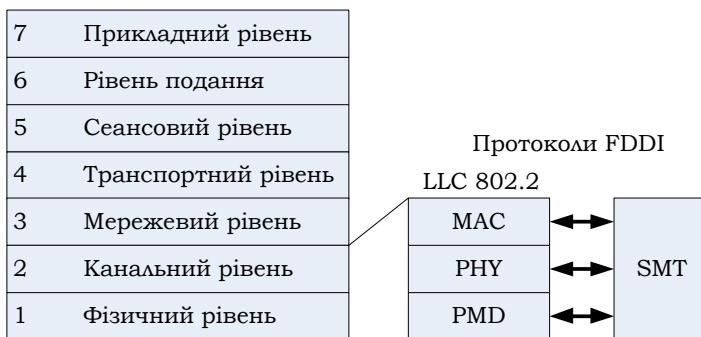 7 Прикладний рівень
6 Рівень подання
5 Сеансовий рівень
4 Транспортний рівень
3 Мережевий рівень
2 Канальний рівень
1 Фізичний рівень
Протоколи FDDI
LLC 802.2
MAC
PHY
PMD
SMT